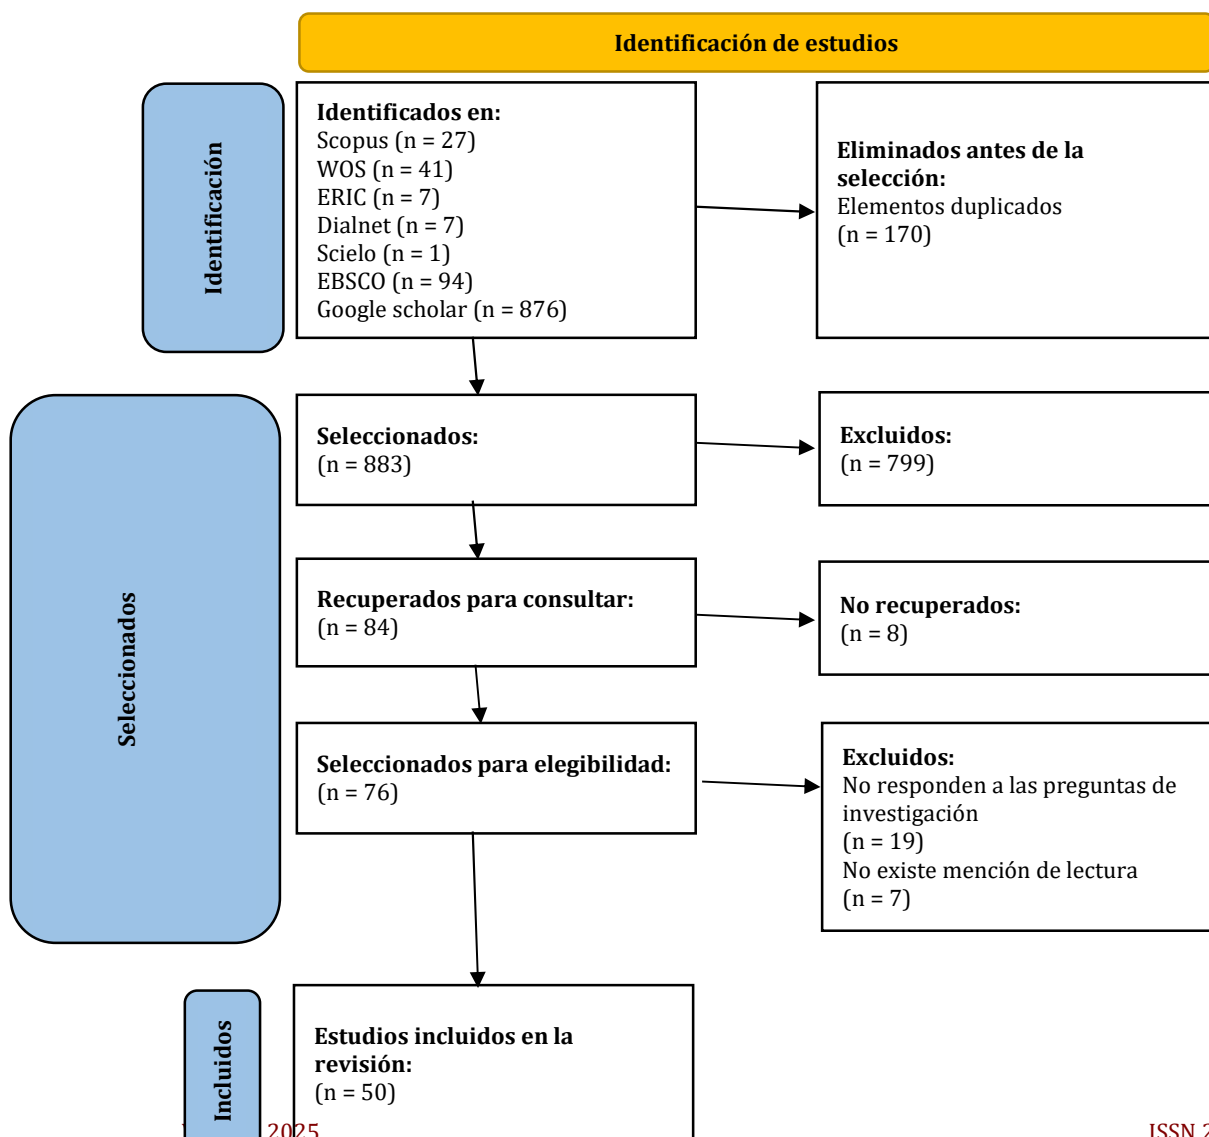 Identificación de estudios
Identificación
Identificados en:
Scopus (n = 27)
WOS (n = 41)
ERIC (n = 7)
Dialnet (n = 7)
Scielo (n = 1)
EBSCO (n = 94)
Google scholar (n = 876)
Eliminados antes de la
selección:
Elementos duplicados
(n = 170)
Seleccionados
Seleccionados:
(n = 883)
Excluidos:
(n = 799)
Recuperados para consultar:
(n = 84)
No recuperados:
(n = 8)
Seleccionados para elegibilidad:
(n = 76)
Excluidos:
No responden a las preguntas de
investigación
(n = 19)
No existe mención de lectura
(n = 7)
Incluidos
Estudios incluidos en la
revisión:
(n = 50)
2025
ISSN 2